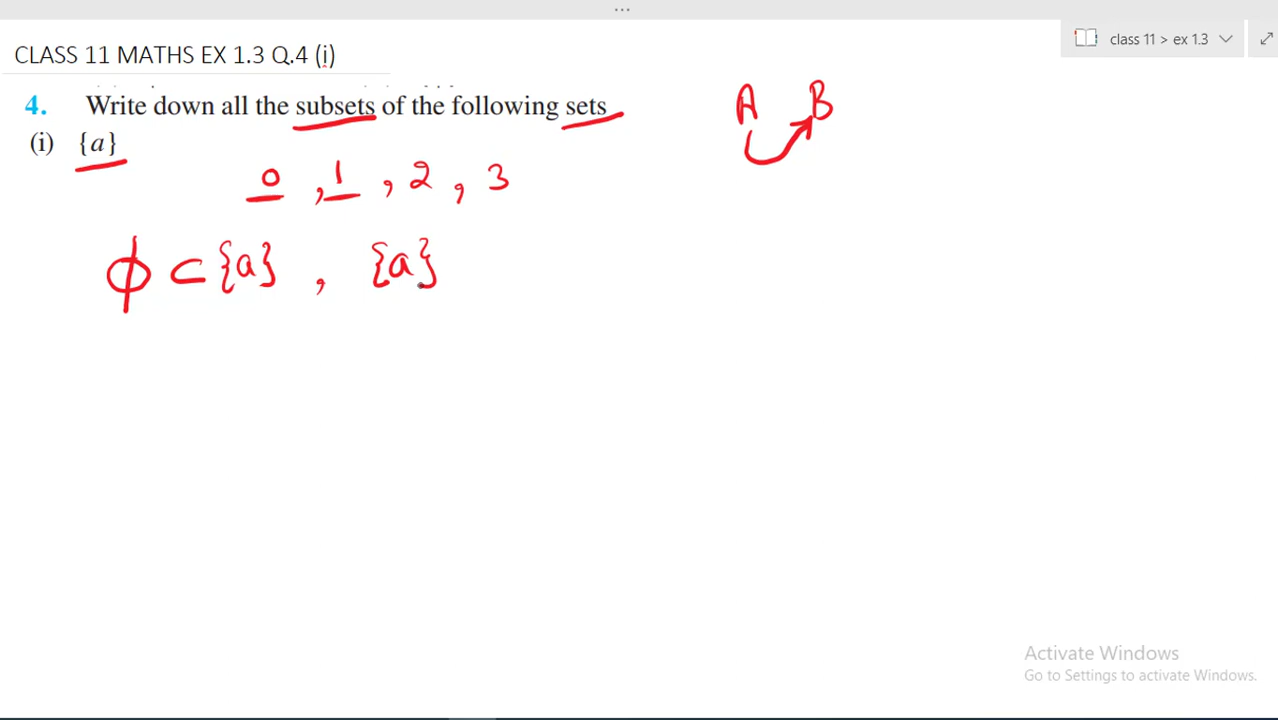 class 11 > ex 1.3
CLASS 11 MATHS EX 1.3 Q.4 (i)
4. Write down all the subsets of the following sets
(i) {a}
A B
0 , 1 , 2 , 3
ϕ ⊂ {a} , {a}
Activate Windows
Go to Settings to activate Windows.